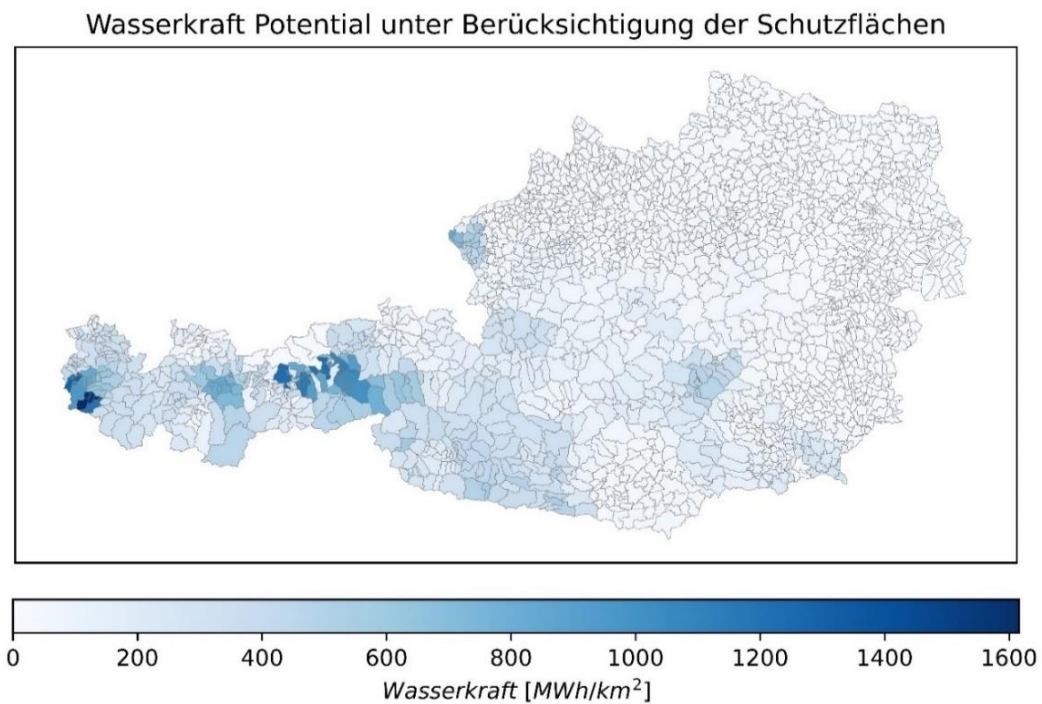 Wasserkraft Potential unter Berücksichtigung der Schutzflächen
0 200 400 600 800 1000 1200 1400 1600
Wasserkraft [MWh/km²]